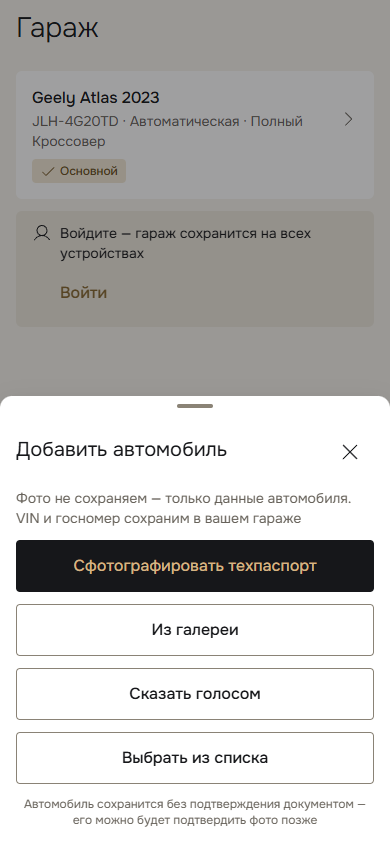 Гараж
Geely Atlas 2023
JLH-4G20TD · Автоматическая · Полный
Кроссовер
Основной
Войдите — гараж сохранится на всех
устройствах
Войти
Добавить автомобиль
Фото не сохраняем — только данные автомобиля.
VIN и госномер сохраним в вашем гараже
Сфотографировать техпаспорт
Из галереи
Сказать голосом
Выбрать из списка
Автомобиль сохранится без подтверждения документом —
его можно будет подтвердить фото позже